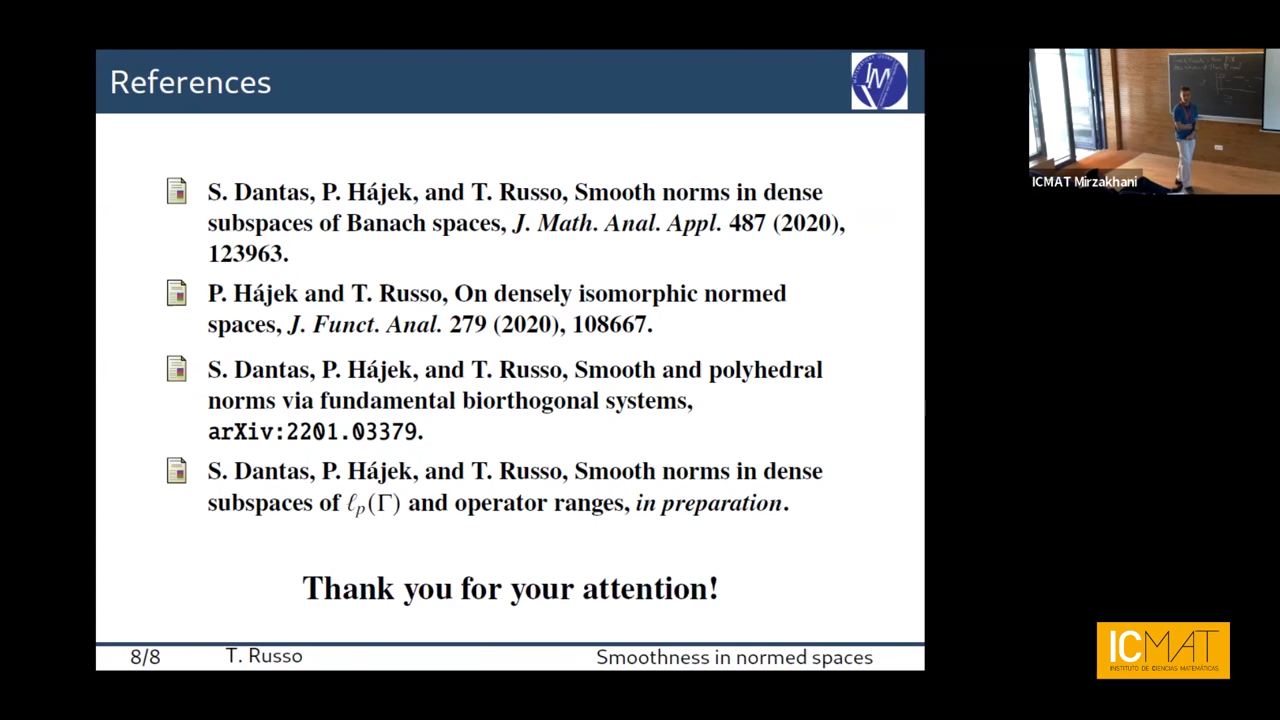 References
S. Dantas, P. Hájek, and T. Russo, Smooth norms in dense
subspaces of Banach spaces, J. Math. Anal. Appl. 487 (2020),
123963.
P. Hájek and T. Russo, On densely isomorphic normed
spaces, J. Funct. Anal. 279 (2020), 108667.
S. Dantas, P. Hájek, and T. Russo, Smooth and polyhedral
norms via fundamental biorthogonal systems,
arXiv:2201.03379.
S. Dantas, P. Hájek, and T. Russo, Smooth norms in dense
subspaces of ℓₚ(Γ) and operator ranges, in preparation.
Thank you for your attention!
8/8 T. Russo Smoothness in normed spaces
ICMAT Mirzakhani
ICMAT
INSTITUTO DE CIENCIAS MATEMÁTICAS